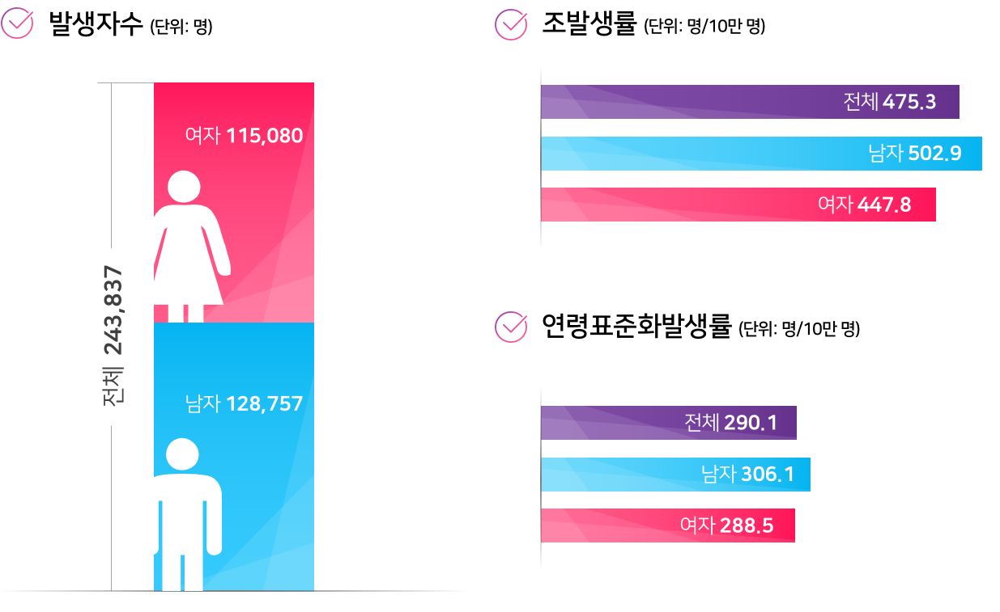 발생자수 (단위: 명)
여자 115,080
전체 243,837
남자 128,757
조발생률 (단위: 명/10만 명)
전체 475.3
남자 502.9
여자 447.8
연령표준화발생률 (단위: 명/10만 명)
전체 290.1
남자 306.1
여자 288.5